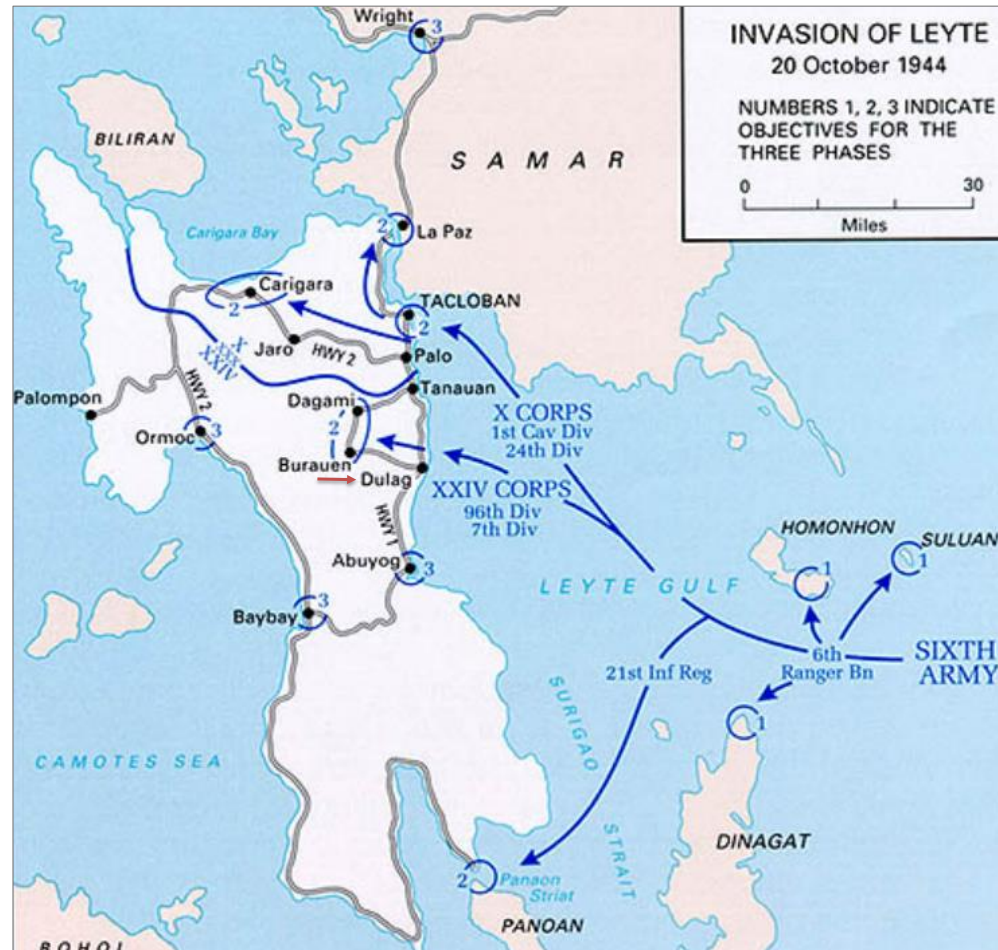 Wright
3
INVASION OF LEYTE
20 October 1944
NUMBERS 1, 2, 3 INDICATE
OBJECTIVES FOR THE
THREE PHASES
0 30
Miles
BILIRAN
SAMAR
Carigara Bay
2
La Paz
Carigara
2
TACLOBAN
2
Jaro
HWY 2
Palo
X
XXX
XXIV
Tanauan
HWY 2
Palompon
Dagami
2
Ormoc
3
Burauen
Dulag
X CORPS
1st Cav Div
24th Div
XXIV CORPS
96th Div
7th Div
HWY 1
HOMONHON
1
SULUAN
1
Abuyog
3
LEYTE GULF
Baybay
3
6th
Ranger Bn
SIXTH
ARMY
21st Inf Reg
SURIGAO
STRAIT
1
CAMOTES SEA
DINAGAT
2
Panaon
Striat
PANOAN
BOHOL